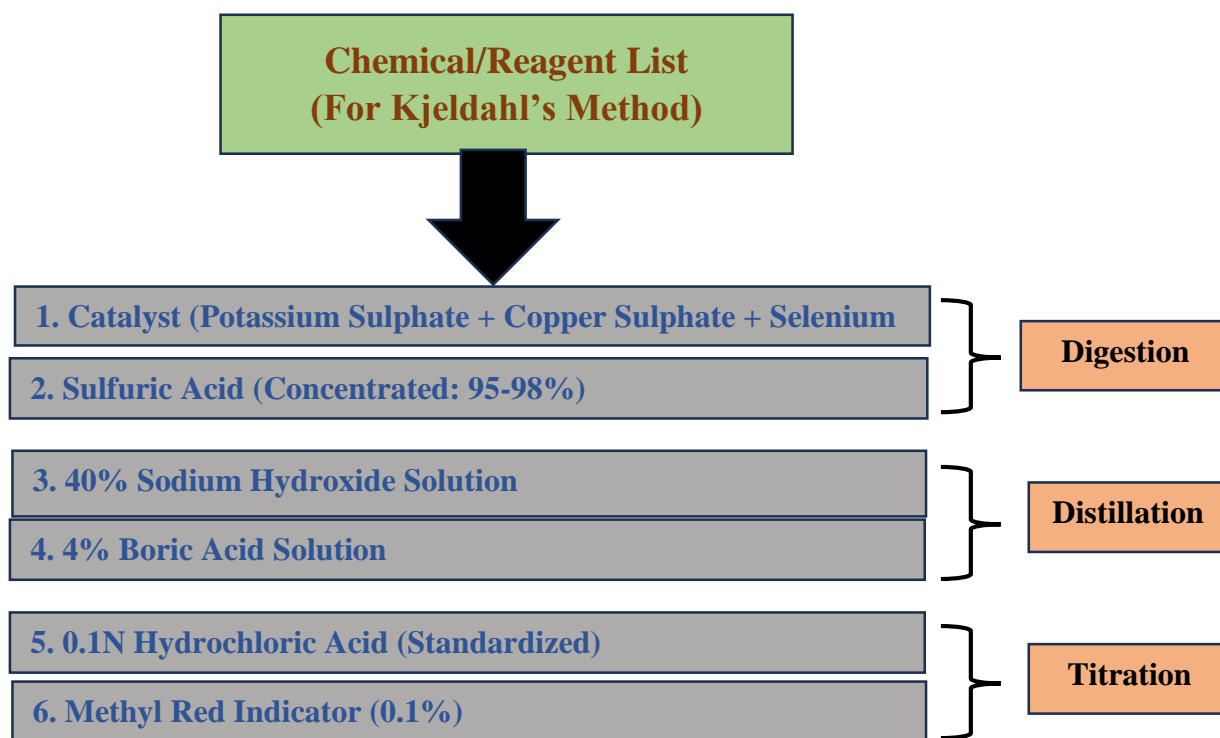 Chemical/Reagent List
(For Kjeldahl's Method)
1. Catalyst (Potassium Sulphate + Copper Sulphate + Selenium
2. Sulfuric Acid (Concentrated: 95-98%)
Digestion
3. 40% Sodium Hydroxide Solution
4. 4% Boric Acid Solution
Distillation
5. 0.1N Hydrochloric Acid (Standardized)
6. Methyl Red Indicator (0.1%)
Titration